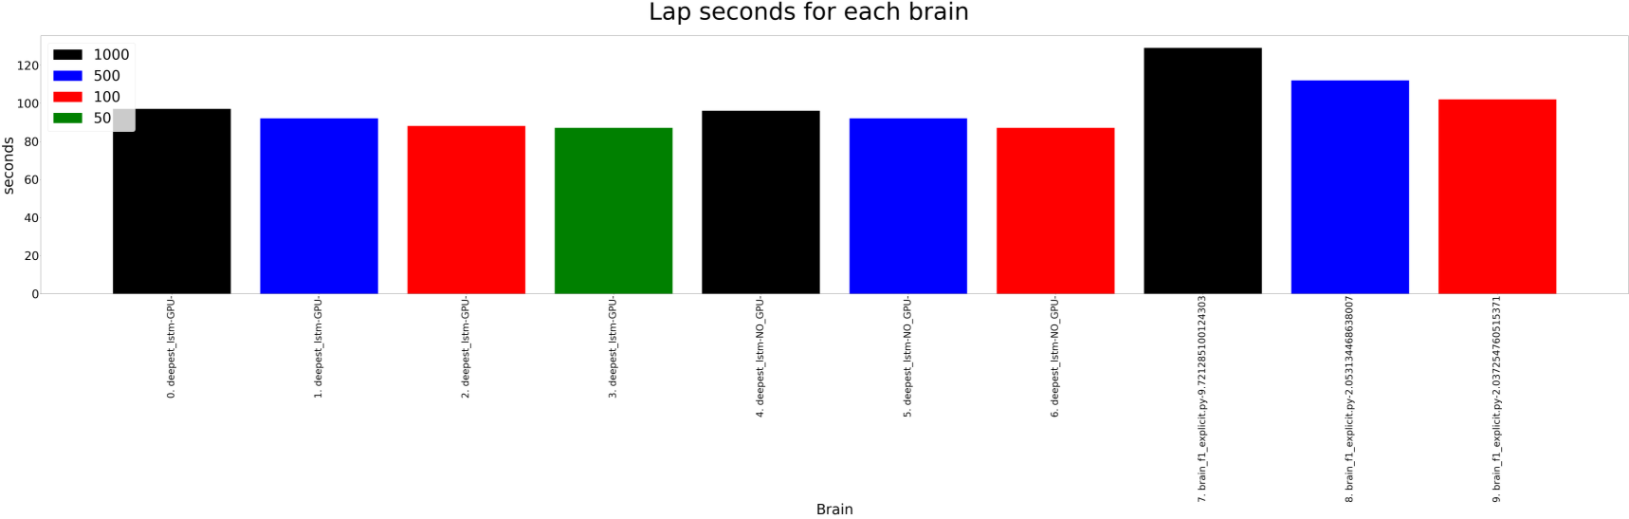 Lap seconds for each brain
1000
500
100
50
120
100
80
60
40
20
0
seconds
0. deepest_lstm-GPU-
1. deepest_lstm-GPU-
2. deepest_lstm-GPU-
3. deepest_lstm-GPU-
4. deepest_lstm-NO_GPU-
5. deepest_lstm-NO_GPU-
6. deepest_lstm-NO_GPU-
7. brain_f1_explicit.py-9.721285100124303
8. brain_f1_explicit.py-2.053134468638007
9. brain_f1_explicit.py-2.037254760515371
Brain